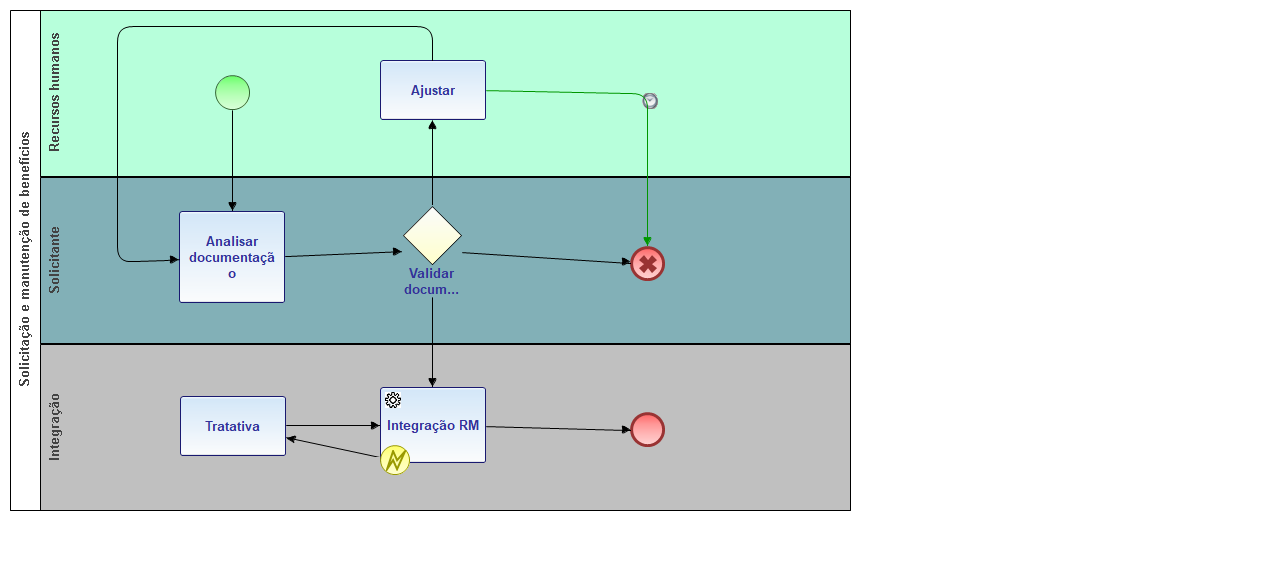 Solicitação e manutenção de benefícios
Recursos humanos
Ajustar
Solicitante
Analisar
documentaçã
o
Validar
docum...
Integração
Tratativa
Integração RM